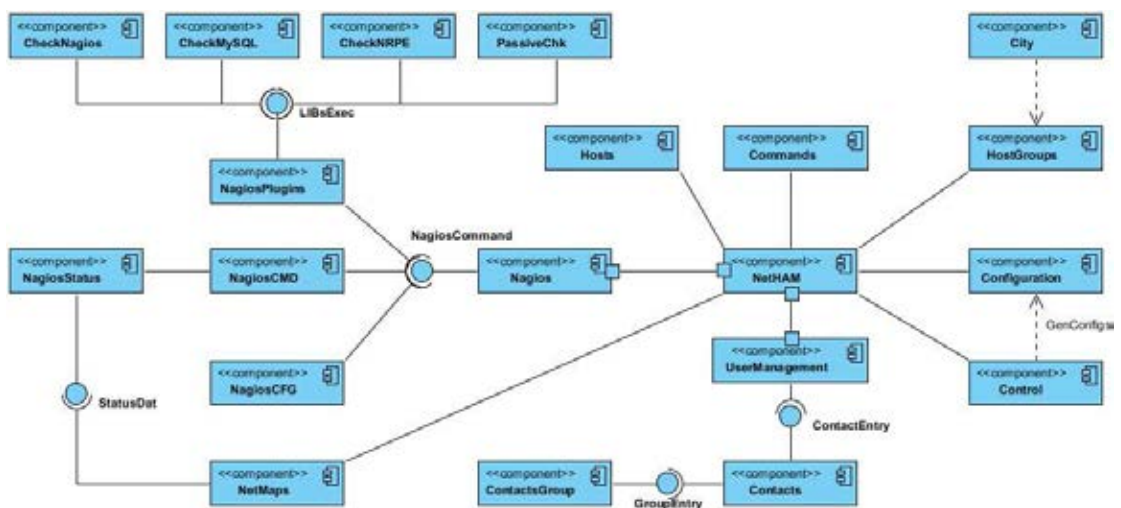 <<component>>
CheckNagios
<<component>>
CheckMySQL
<<component>>
CheckNRPE
<<component>>
PassiveChk
<<component>>
City
LIBsExec
<<component>>
Hosts
<<component>>
Commands
<<component>>
HostGroups
<<component>>
NagiosPlugins
NagiosCommand
<<component>>
NagiosStatus
<<component>>
NagiosCMD
<<component>>
Nagios
<<component>>
NetHAM
<<component>>
Configuration
GenConfigs
<<component>>
NagiosCFG
<<component>>
UserManagement
<<component>>
Control
StatusDat
ContactEntry
<<component>>
NetMaps
<<component>>
ContactsGroup
GroupEntry
<<component>>
Contacts